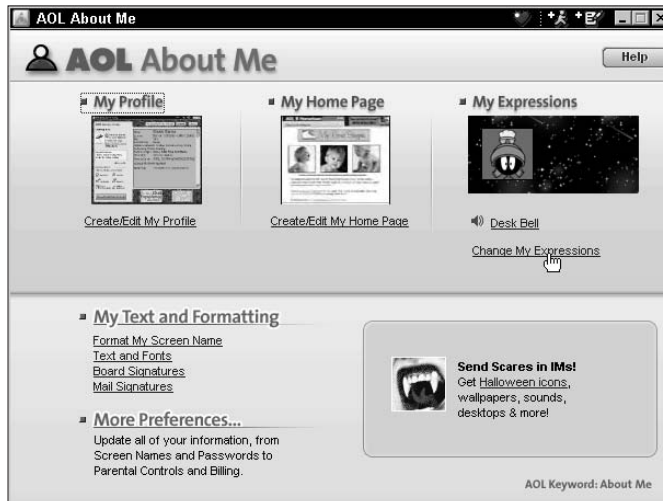 AOL About Me
AOL About Me
Help
My Profile
My Home Page
My Expressions
Create/Edit My Profile
Create/Edit My Home Page
Desk Bell
Change My Expressions
My Text and Formatting
Format My Screen Name
Text and Fonts
Board Signatures
Mail Signatures
Send Scares in IMs!
Get Halloween icons,
wallpapers, sounds,
desktops & more!
More Preferences...
Update all of your information, from
Screen Names and Passwords to
Parental Controls and Billing.
AOL Keyword: About Me